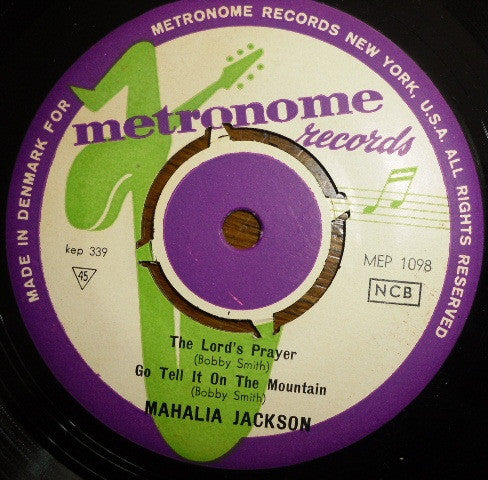 MADE IN DENMARK FOR METRONOME RECORDS NEW YORK, U.S.A. ALL RIGHTS RESERVED
metronome
records
kep 339
45
MEP 1098
NCB
The Lord's Prayer
(Bobby Smith)
Go Tell It On The Mountain
(Bobby Smith)
MAHALIA JACKSON